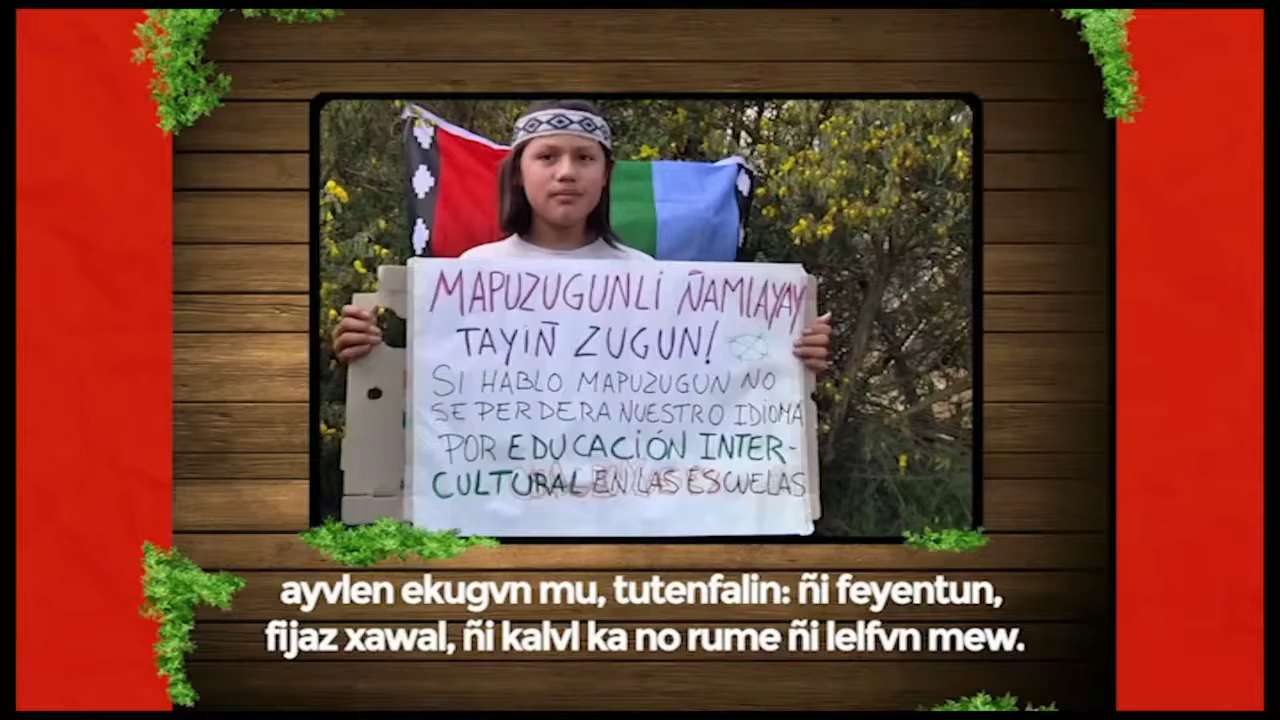 MAPUZUGUNLI ÑAMLAYAY
TAYIÑ ZUGUN!
SI HABLO MAPUZUGUN NO
SE PERDERA NUESTRO IDIOMA
POR EDUCACIÓN INTER-
CULTURAL EN LAS ESCUELAS
ayvlen ekugvn mu, tutenfalin: ñi feyentun,
fijaz xawal, ñi kalvl ka no rume ñi lelfvn mew.